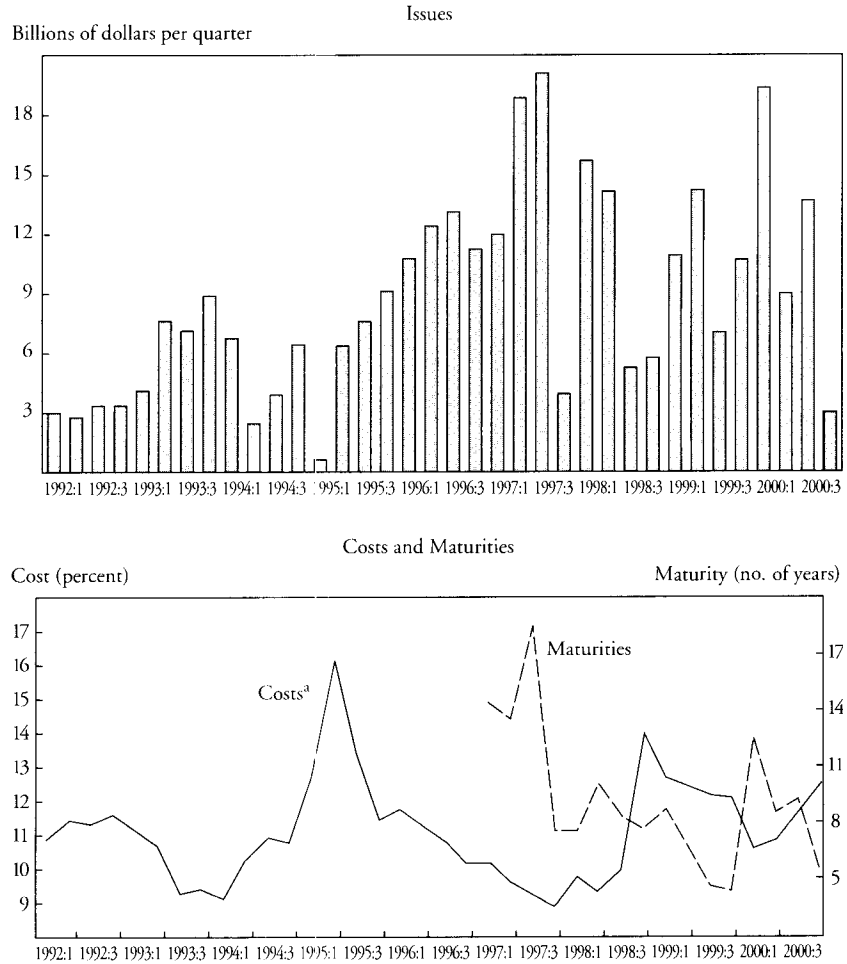 Issues
Billions of dollars per quarter
18
15
12
9
6
3
1992:1 1992:3 1993:1 1993:3 1994:1 1994:3 1995:1 1995:3 1996:1 1996:3 1997:1 1997:3 1998:1 1998:3 1999:1 1999:3 2000:1 2000:3
Costs and Maturities
Cost (percent) Maturity (no. of years)
17 17
16
15
14 14
13
12
11 11
10
9
8
5
Maturities
Costsᵃ
1992:1 1992:3 1993:1 1993:3 1994:1 1994:3 1995:1 1995:3 1996:1 1996:3 1997:1 1997:3 1998:1 1998:3 1999:1 1999:3 2000:1 2000:3